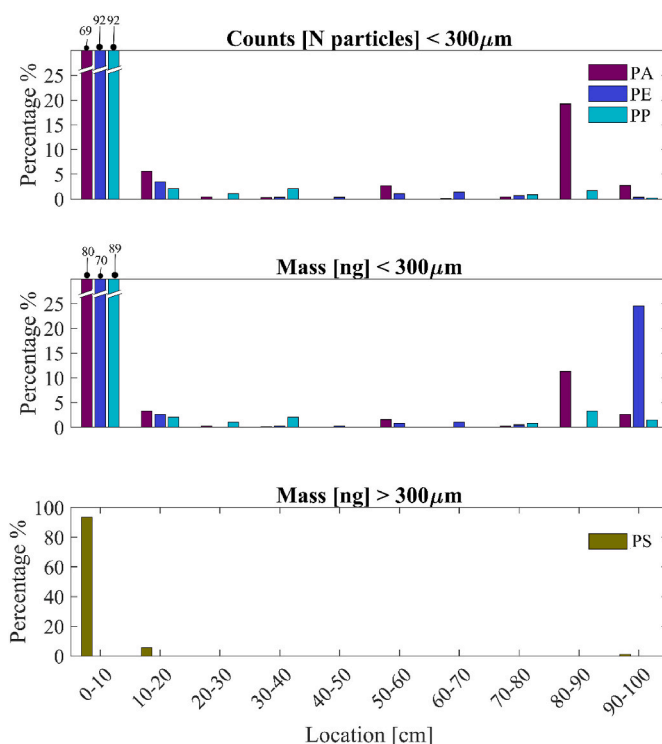 69 92 92
Counts [N particles] < 300μm
Percentage %
25
20
15
10
5
0
PA
PE
PP
80 70 89
Mass [ng] < 300μm
Percentage %
25
20
15
10
5
0
Mass [ng] > 300μm
Percentage %
100
80
60
40
20
0
PS
0-10 10-20 20-30 30-40 40-50 50-60 60-70 70-80 80-90 90-100
Location [cm]